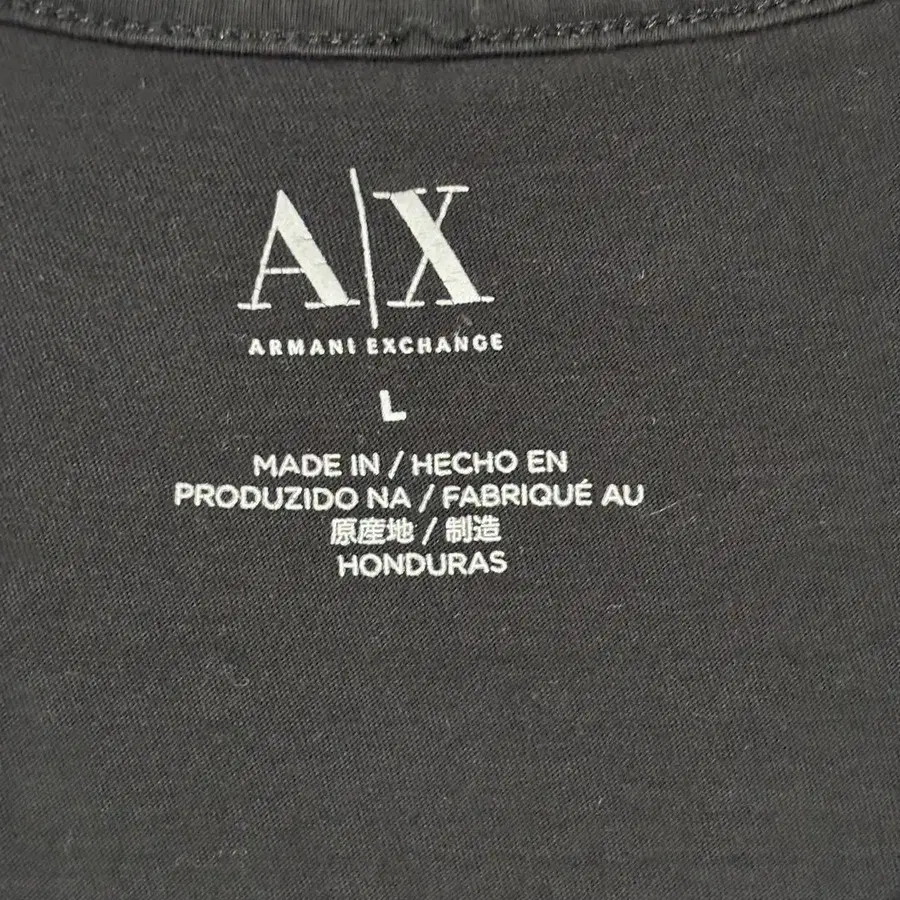 A|X
ARMANI EXCHANGE
L
MADE IN / HECHO EN
PRODUZIDO NA / FABRIQUÉ AU
原産地 / 制造
HONDURAS